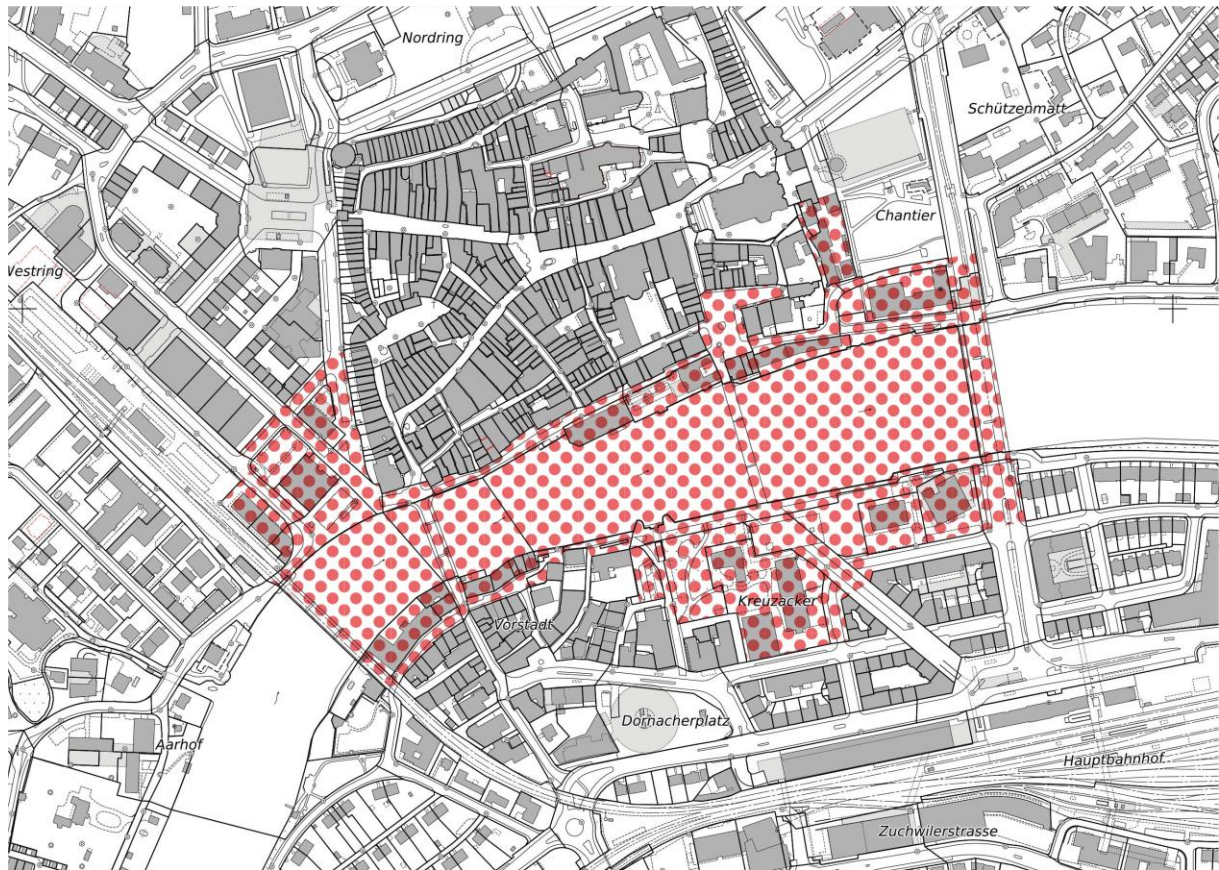 Nordring
Schützenmatt
Chantier
Westring
Kreuzacker
Vorstadt
Dornacherplatz
Aarhof
Hauptbahnhof
Zuchwilerstrasse